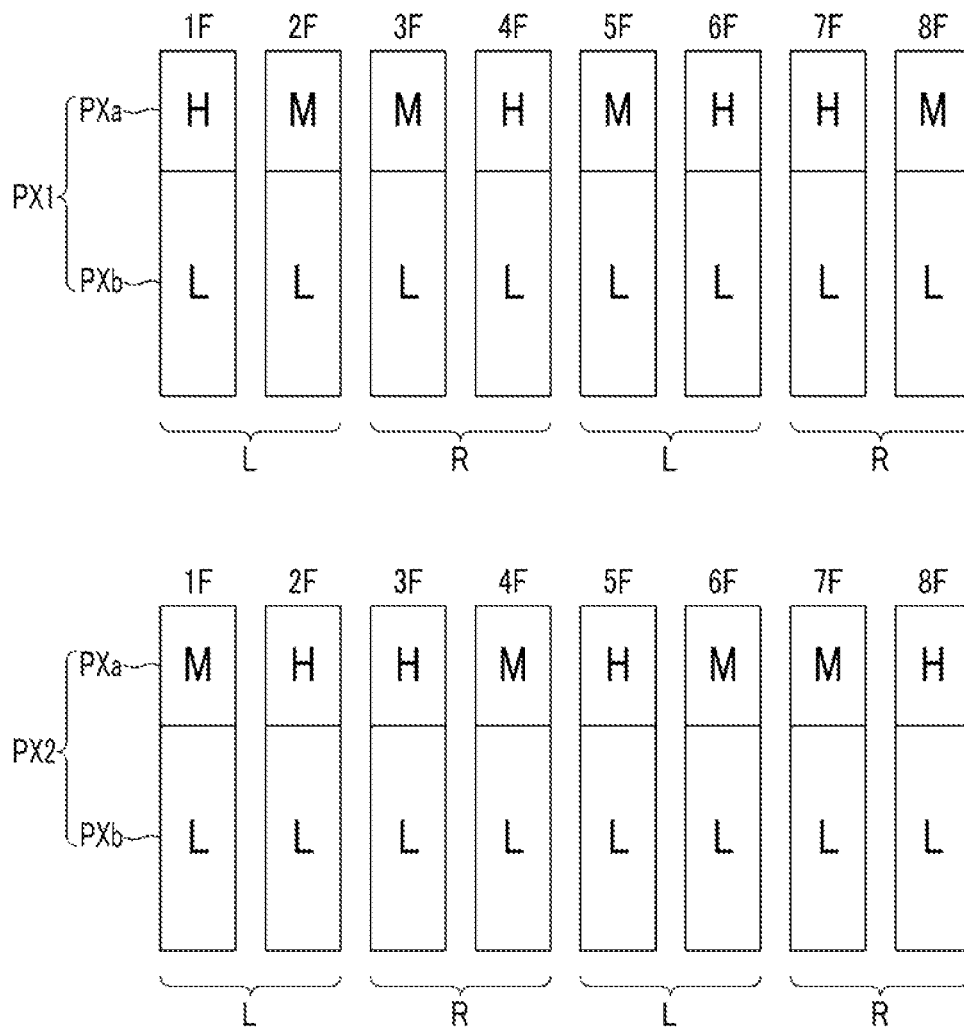 1F 2F 3F 4F 5F 6F 7F 8F
PXa H M M H M H H M
PX1
PXb L L L L L L L L
L R L R
1F 2F 3F 4F 5F 6F 7F 8F
PXa M H H M H M M H
PX2
PXb L L L L L L L L
L R L R